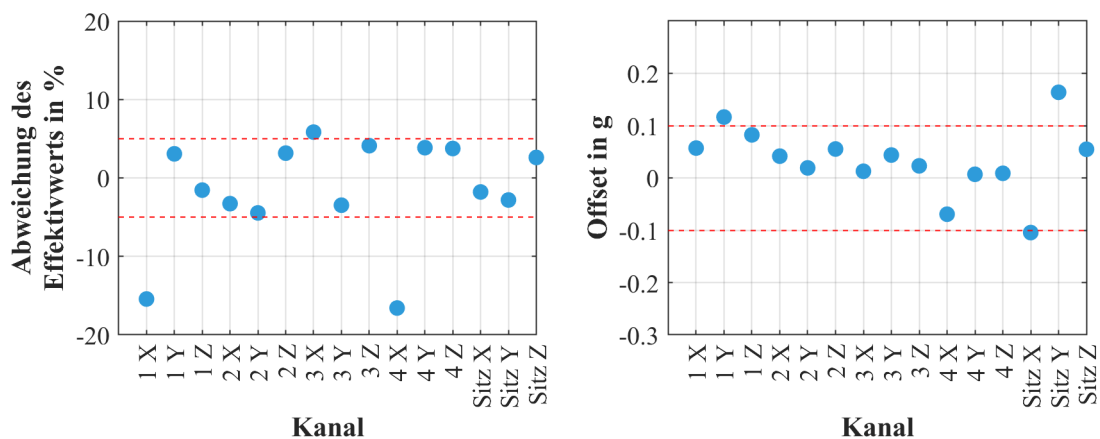 Abweichung des
Effektivwerts in %
20
10
0
-10
-20
1 X
1 Y
1 Z
2 X
2 Y
2 Z
3 X
3 Y
3 Z
4 X
4 Y
4 Z
Sitz X
Sitz Y
Sitz Z
Kanal
Offset in g
0.2
0.1
0
-0.1
-0.2
-0.3
1 X
1 Y
1 Z
2 X
2 Y
2 Z
3 X
3 Y
3 Z
4 X
4 Y
4 Z
Sitz X
Sitz Y
Sitz Z
Kanal